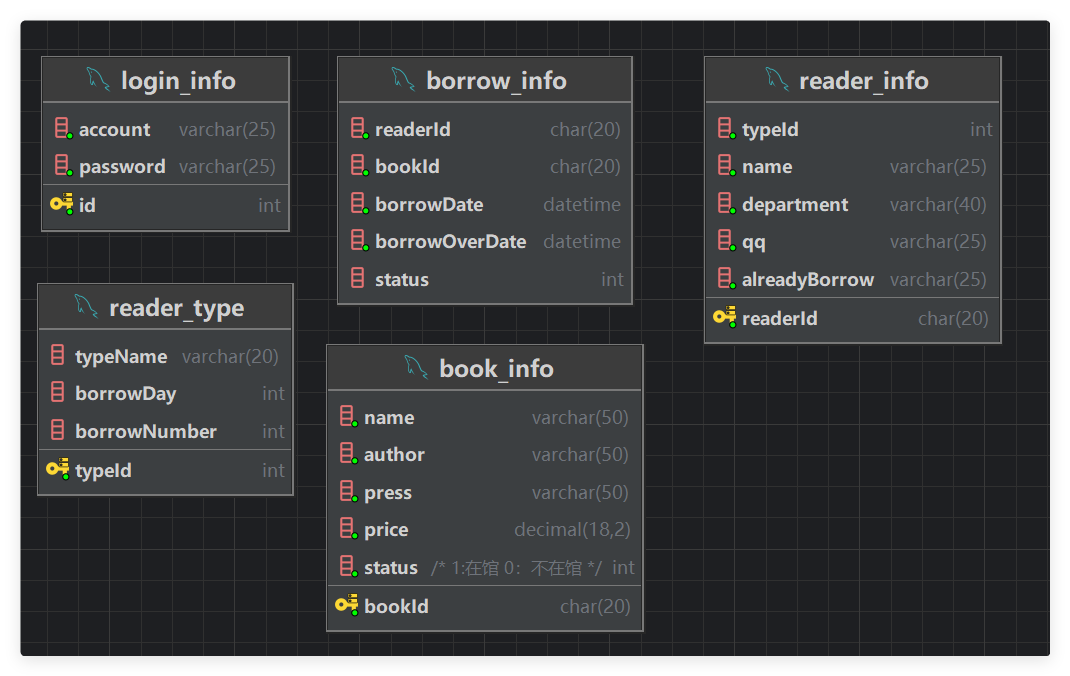 login_info
account varchar(25)
password varchar(25)
id int
borrow_info
readerId char(20)
bookId char(20)
borrowDate datetime
borrowOverDate datetime
status int
reader_info
typeId int
name varchar(25)
department varchar(40)
qq varchar(25)
alreadyBorrow varchar(25)
readerId char(20)
reader_type
typeName varchar(20)
borrowDay int
borrowNumber int
typeId int
book_info
name varchar(50)
author varchar(50)
press varchar(50)
price decimal(18,2)
status /* 1:在馆 0：不在馆 */ int
bookId char(20)